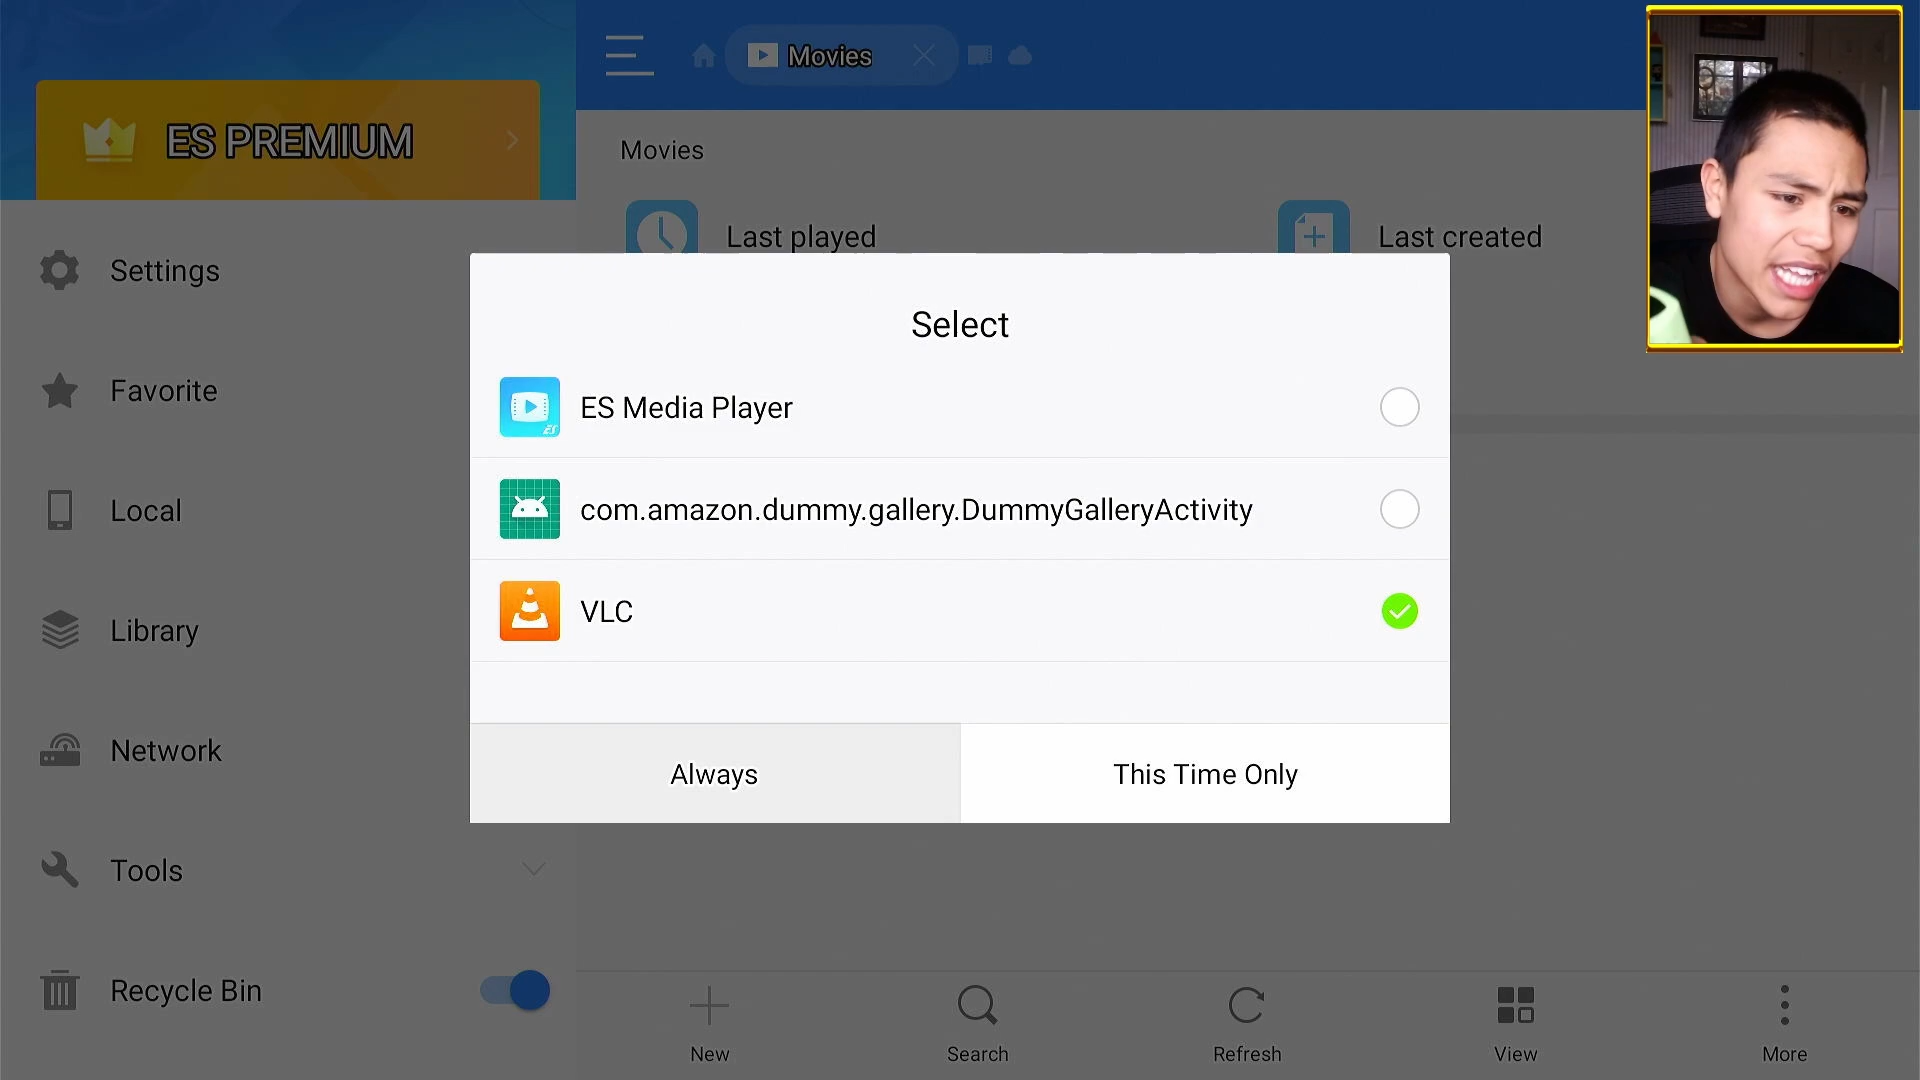 ES PREMIUM
Settings
Favorite
Local
Library
Network
Tools
Recycle Bin
Movies
Movies
Last played
Last created
Select
ES Media Player
ES
com.amazon.dummy.gallery.DummyGalleryActivity
VLC
Always
This Time Only
New
Search
Refresh
View
More